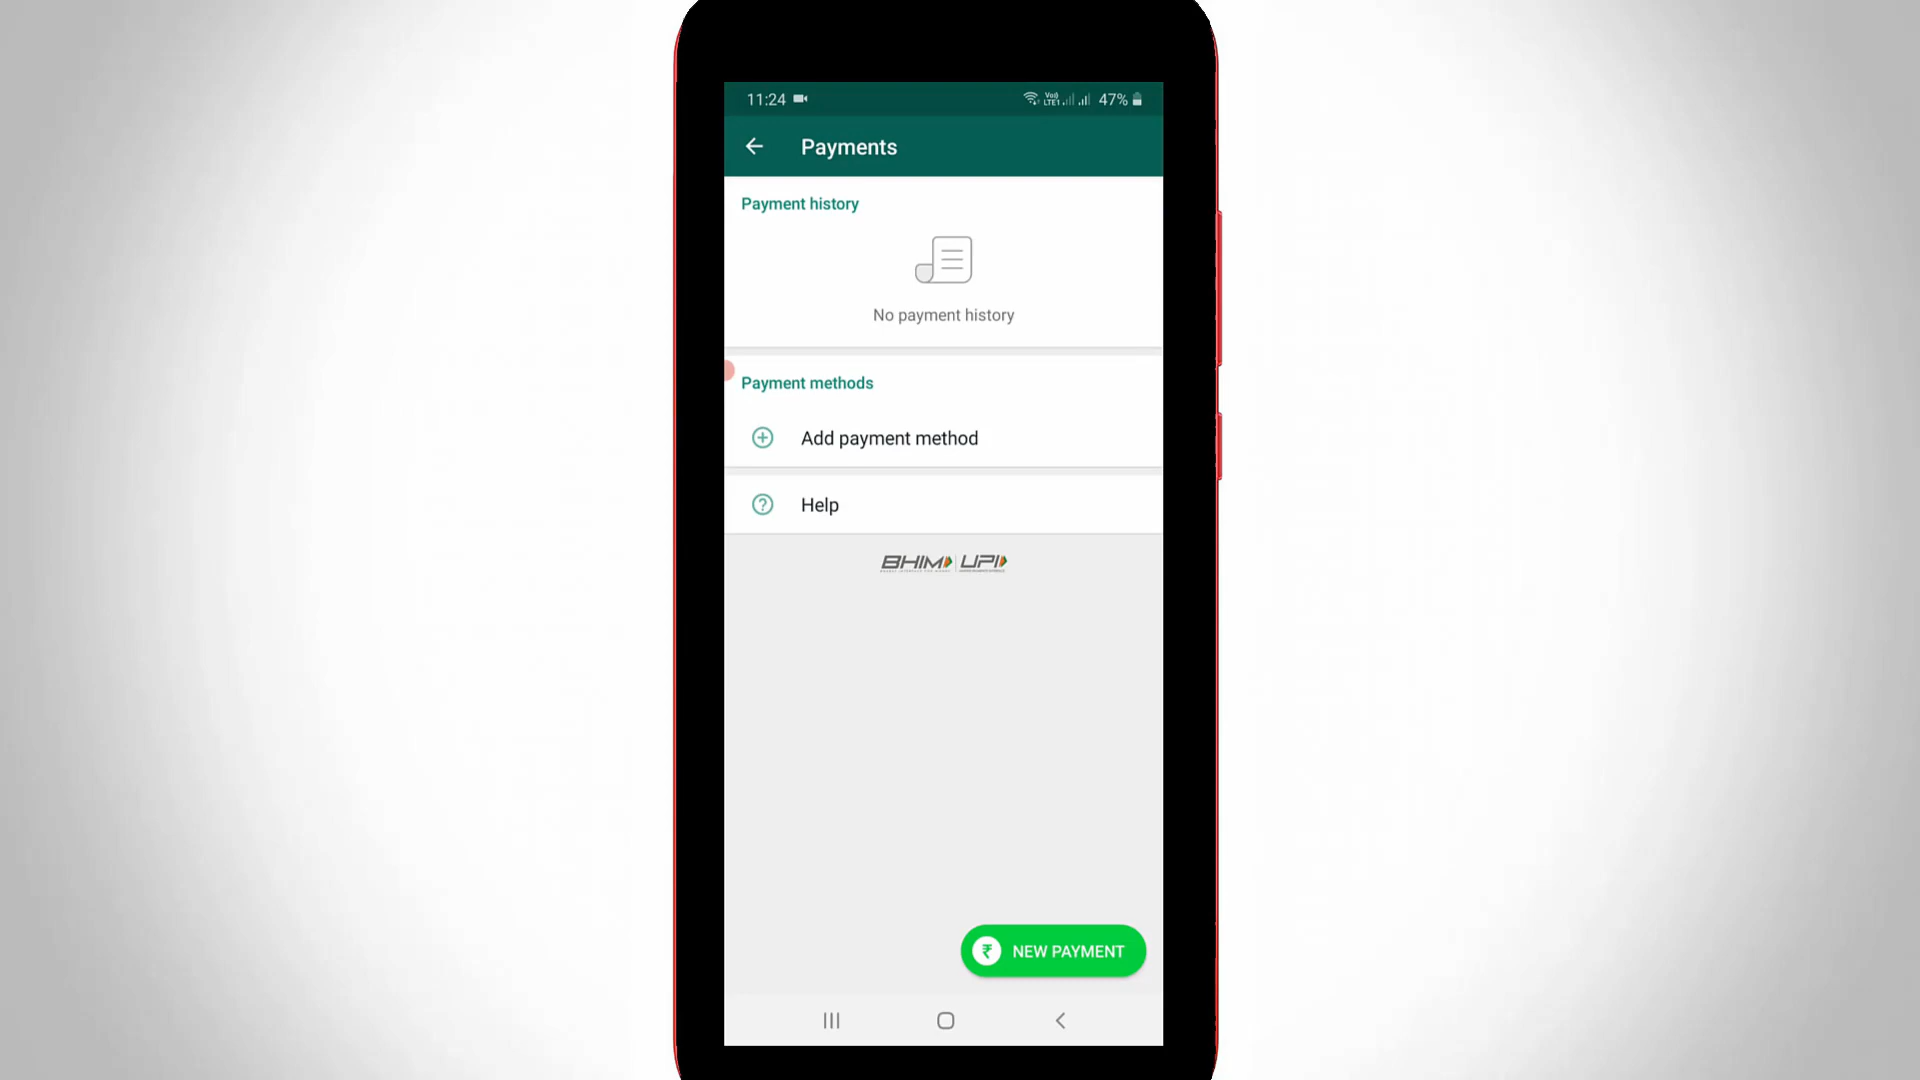 11:24 47%
Payments
Payment history
No payment history
Payment methods
Add payment method
Help
BHIM UPI
₹ NEW PAYMENT